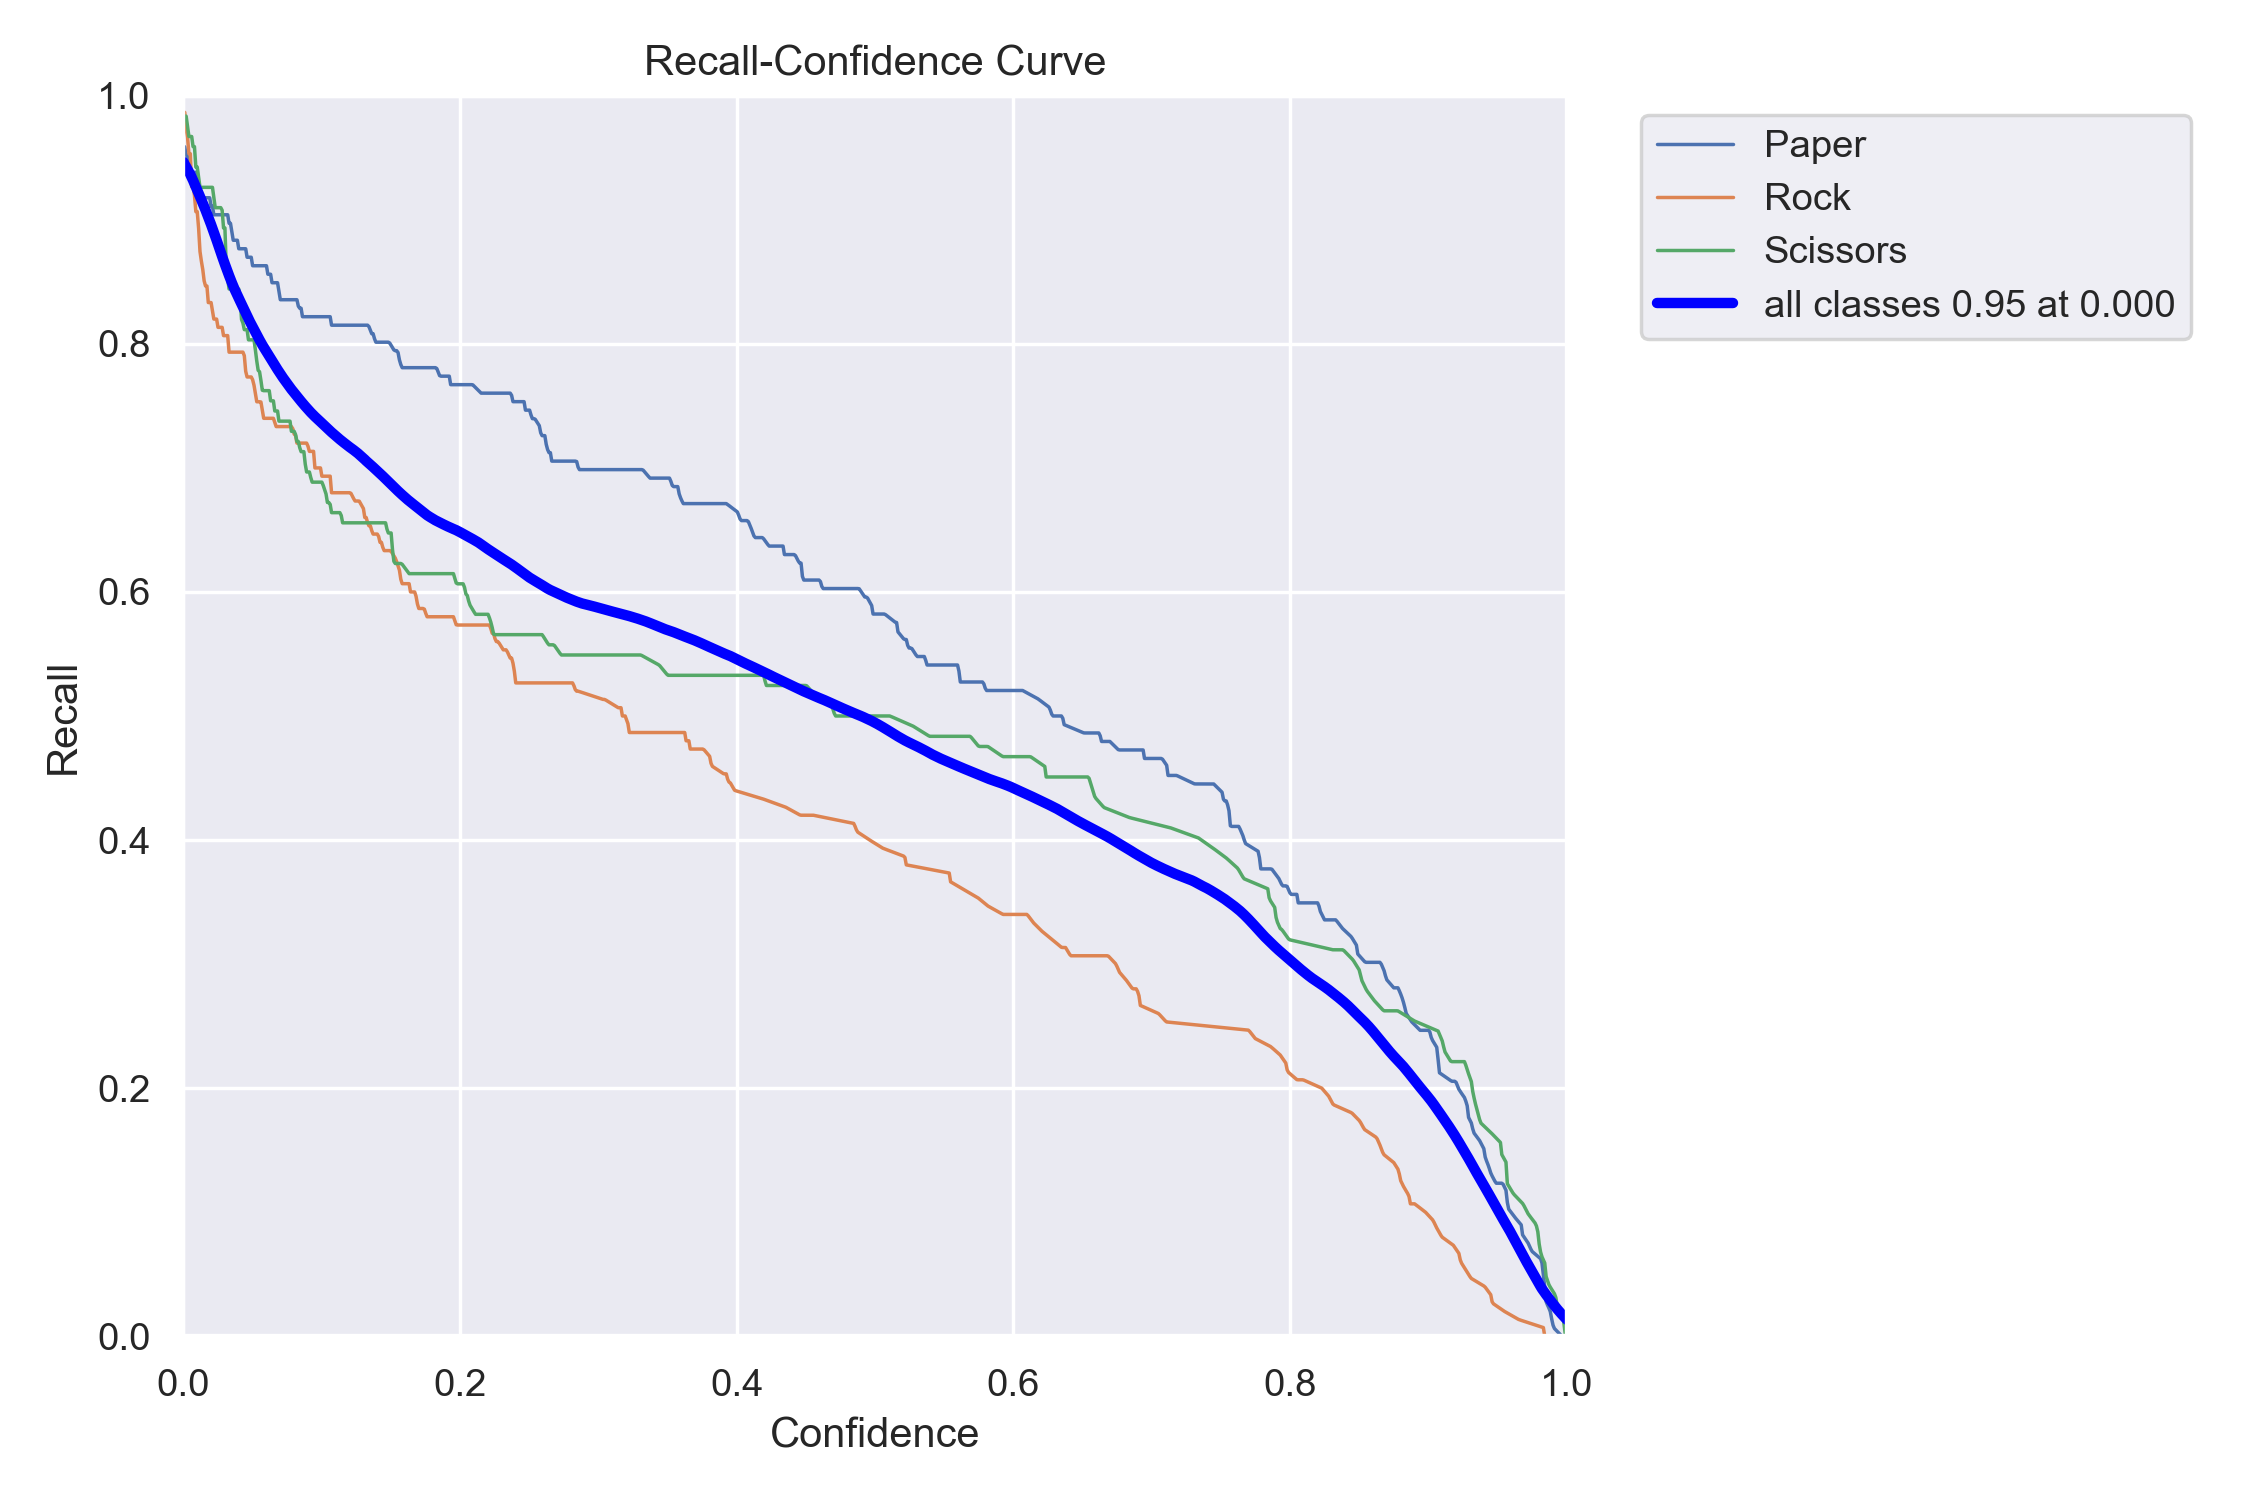 Recall-Confidence Curve
1.0
0.8
0.6
0.4
0.2
0.0
Recall
0.0 0.2 0.4 0.6 0.8 1.0
Confidence
Paper
Rock
Scissors
all classes 0.95 at 0.000